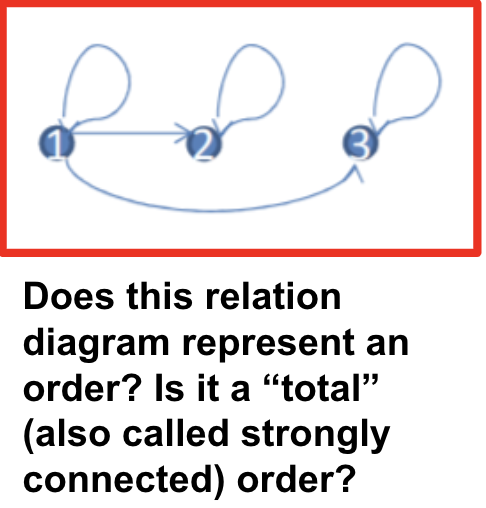 1 2 3
Does this relation
diagram represent an
order? Is it a “total”
(also called strongly
connected) order?